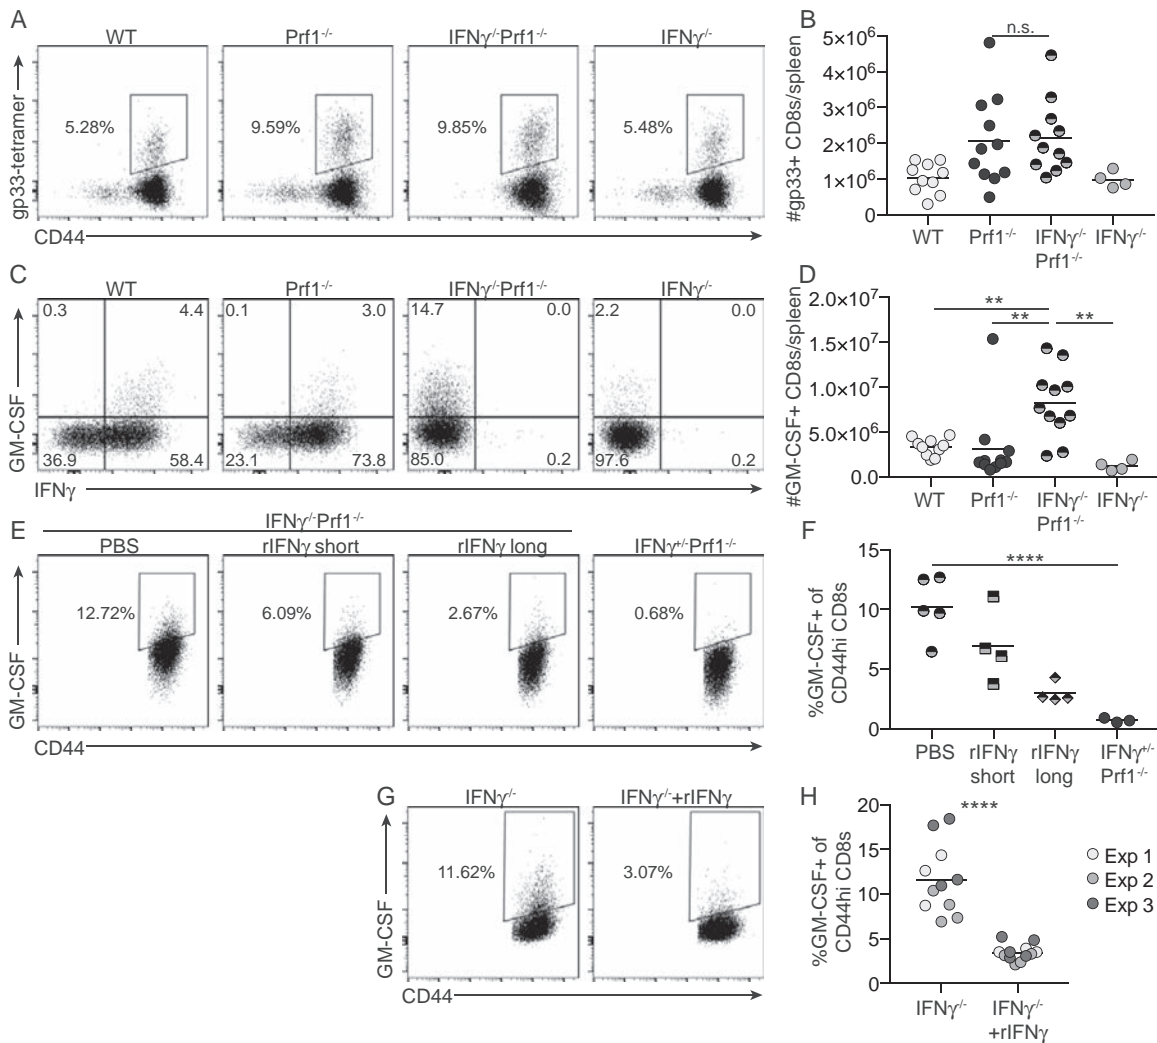 A
WT
Prf1-/-
IFNγ-/-Prf1-/-
IFNγ-/-
gp33-tetramer
5.28%
9.59%
9.85%
5.48%
CD44
B
n.s.
#gp33+ CD8s/spleen
5×10⁶
4×10⁶
3×10⁶
2×10⁶
1×10⁶
0
WT
Prf1-/-
IFNγ-/-
Prf1-/-
IFNγ-/-
C
WT
Prf1-/-
IFNγ-/-Prf1-/-
IFNγ-/-
GM-CSF
0.3
4.4
36.9
58.4
0.1
3.0
23.1
73.8
14.7
0.0
85.0
0.2
2.2
0.0
97.6
0.2
IFNγ
D
#GM-CSF+ CD8s/spleen
2.0×10⁷
1.5×10⁷
1.0×10⁷
5.0×10⁶
0.0
**
**
**
WT
Prf1-/-
IFNγ-/-
Prf1-/-
IFNγ-/-
E
IFNγ-/-Prf1-/-
PBS
rIFNγ short
rIFNγ long
IFNγ+/-Prf1-/-
GM-CSF
12.72%
6.09%
2.67%
0.68%
CD44
F
%GM-CSF+ of
CD44hi CD8s
15
10
5
0
****
PBS
rIFNγ
short
rIFNγ
long
IFNγ+/-
Prf1-/-
G
IFNγ-/-
IFNγ-/-+rIFNγ
GM-CSF
11.62%
3.07%
CD44
H
%GM-CSF+ of
CD44hi CD8s
20
15
10
5
0
****
IFNγ-/-
IFNγ-/-
+rIFNγ
Exp 1
Exp 2
Exp 3